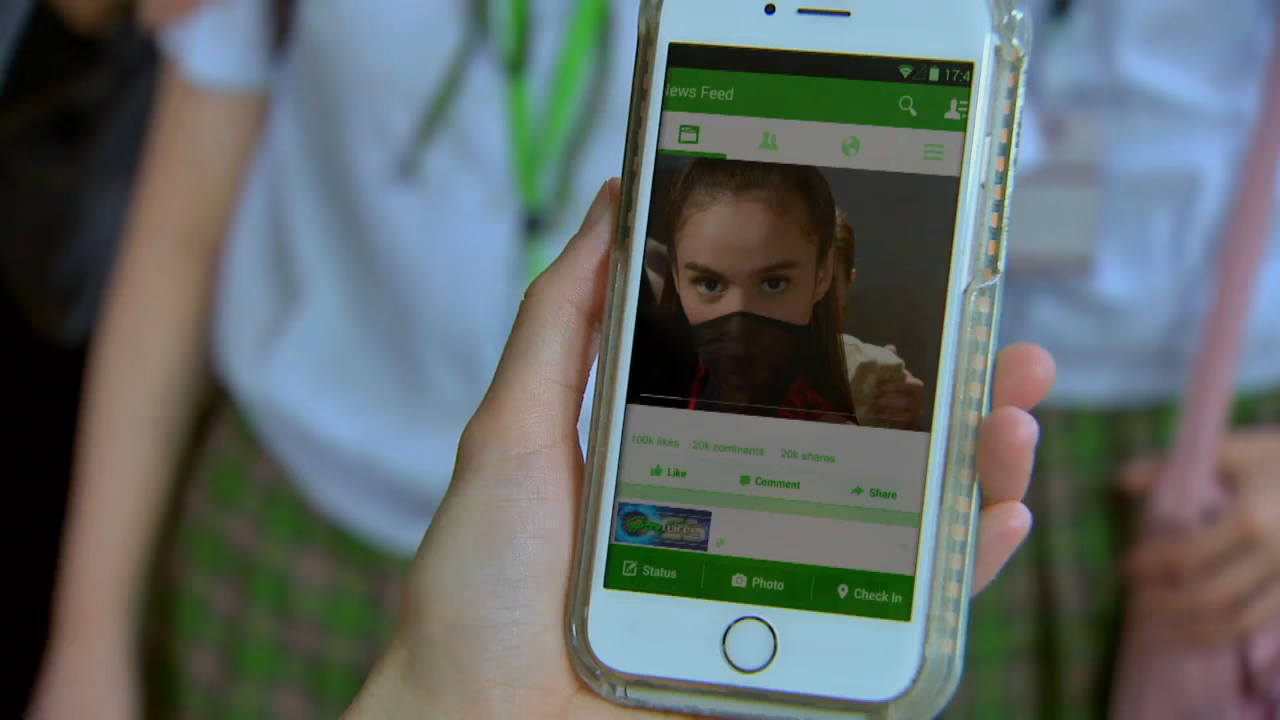 17:4
ews Feed
100k likes 20k comments 20k shares
Like Comment Share
Status Photo Check In